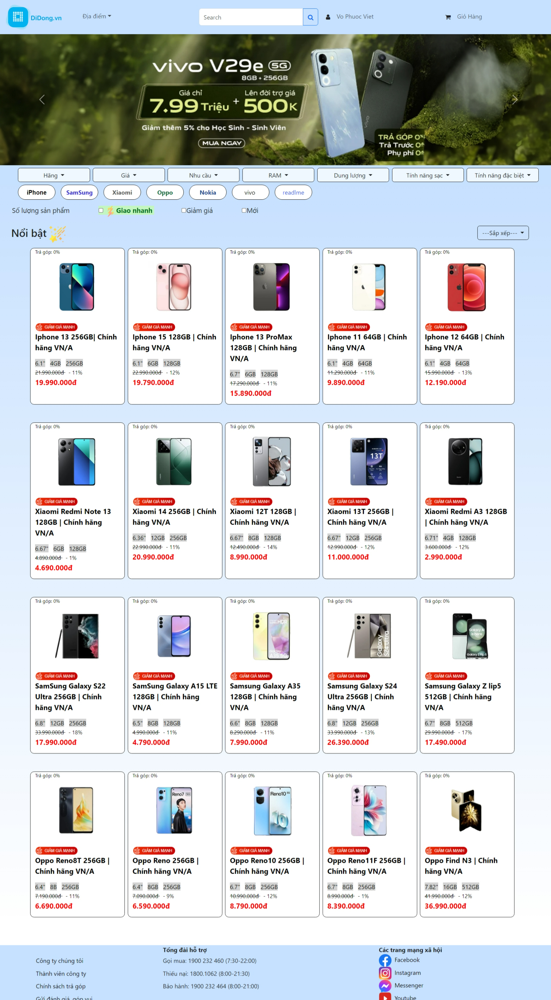 DiDong.vn
Địa điểm
Search
Vo Phuoc Viet
Giỏ Hàng
vivo V29e 5G
8GB + 256GB
Giá chỉ
7.99 Triệu
+
Lên đời trợ giá
500K
Giảm thêm 5% cho Học Sinh - Sinh Viên
MUA NGAY
vivo
vivo
TRẢ GÓP 0%
Trả Trước 0đ
Phụ phí 0đ
Hãng
Giá
Nhu cầu
RAM
Dung lượng
Tính năng sạc
Tính năng đặc biệt
iPhone
SamSung
Xiaomi
Oppo
Nokia
vivo
readlme
Số lượng sản phẩm
Giao nhanh
Giảm giá
Mới
Nổi bật
---Sắp xếp---
Trả góp: 0%
GIẢM GIÁ MẠNH
Iphone 13 256GB| Chính
hãng VN/A
6.1" 4GB 256GB
21.990.000đ - 11%
19.990.000đ
Trả góp: 0%
GIẢM GIÁ MẠNH
Iphone 15 128GB | Chính
hãng VN/A
6.1" 6GB 128GB
22.990.000đ - 12%
19.790.000đ
Trả góp: 0%
GIẢM GIÁ MẠNH
Iphone 13 ProMax
128GB | Chính hãng
VN/A
6.7" 6GB 128GB
17.290.000đ - 11%
15.890.000đ
Trả góp: 0%
GIẢM GIÁ MẠNH
Iphone 11 64GB | Chính
hãng VN/A
6.1" 4GB 64GB
11.290.000đ - 11%
9.890.000đ
Trả góp: 0%
GIẢM GIÁ MẠNH
Iphone 12 64GB | Chính
hãng VN/A
6.1" 4GB 64GB
15.990.000đ - 13%
12.190.000đ
Trả góp: 0%
GIẢM GIÁ MẠNH
Xiaomi Redmi Note 13
128GB | Chính hãng
VN/A
6.67" 6GB 128GB
4.890.000đ - 1%
4.690.000đ
Trả góp: 0%
GIẢM GIÁ MẠNH
Xiaomi 14 256GB | Chính
hãng VN/A
6.36" 12GB 256GB
22.990.000đ - 11%
20.990.000đ
Trả góp: 0%
GIẢM GIÁ MẠNH
Xiaomi 12T 128GB |
Chính hãng VN/A
6.67" 8GB 128GB
12.490.000đ - 14%
8.990.000đ
Trả góp: 0%
13T
GIẢM GIÁ MẠNH
Xiaomi 13T 256GB |
Chính hãng VN/A
6.67" 12GB 256GB
12.990.000đ - 12%
11.000.000đ
Trả góp: 0%
GIẢM GIÁ MẠNH
Xiaomi Redmi A3 128GB
| Chính hãng VN/A
6.71" 4GB 128GB
3.600.000đ - 12%
2.990.000đ
Trả góp: 0%
GIẢM GIÁ MẠNH
SamSung Galaxy S22
Ultra 256GB | Chính
hãng VN/A
6.8" 12GB 256GB
33.990.000đ - 18%
17.990.000đ
Trả góp: 0%
GIẢM GIÁ MẠNH
SamSung Galaxy A15 LTE
128GB | Chính hãng
VN/A
6.5" 8GB 128GB
4.990.000đ - 11%
4.790.000đ
Trả góp: 0%
SUPER HDR
Galaxy
A35 5G
GIẢM GIÁ MẠNH
Samsung Galaxy A35
128GB | Chính hãng
VN/A
6.6" 8GB 128GB
8.290.000đ - 11%
7.990.000đ
Trả góp: 0%
Galaxy
S24 Ultra
GIẢM GIÁ MẠNH
Samsung Galaxy S24
Ultra 256GB | Chính
hãng VN/A
6.8" 12GB 256GB
33.990.000đ - 13%
26.390.000đ
Trả góp: 0%
Galaxy AI
is here
Galaxy Z Flip 5
GIẢM GIÁ MẠNH
Samsung Galaxy Z lip5
512GB | Chính hãng
VN/A
6.7" 8GB 512GB
29.990.000đ - 17%
17.490.000đ
Trả góp: 0%
GIẢM GIÁ MẠNH
Oppo Reno8T 256GB |
Chính hãng VN/A
6.4" 8B 256GB
7.190.000đ - 11%
6.690.000đ
Trả góp: 0%
Reno7 5G
GIẢM GIÁ MẠNH
Oppo Reno 256GB |
Chính hãng VN/A
6.4" 8GB 256GB
7.090.000đ - 9%
6.590.000đ
Trả góp: 0%
Reno10 5G
10
GIẢM GIÁ MẠNH
Oppo Reno10 256GB |
Chính hãng VN/A
6.7" 8GB 256GB
10.990.000đ - 12%
8.790.000đ
Trả góp: 0%
GIẢM GIÁ MẠNH
Oppo Reno11F 256GB |
Chính hãng VN/A
6.7" 8GB 256GB
8.990.000đ - 1%
8.390.000đ
Trả góp: 0%
GIẢM GIÁ MẠNH
Oppo Find N3 | Chính
hãng VN/A
7.82" 16GB 512GB
41.990.000đ - 12%
36.990.000đ
Công ty chúng tôi
Thành viên công ty
Chính sách trả góp
Gửi đánh giá, góp vui
Tổng đài hỗ trợ
Gọi mua: 1900 232 460 (7:30-22:00)
Thiếu nại: 1800.1062 (8:00-21:30)
Bảo hành: 1900 232 464 (8:00-21:00)
Các trang mạng xã hội
Facebook
Instagram
Messenger
Youtube